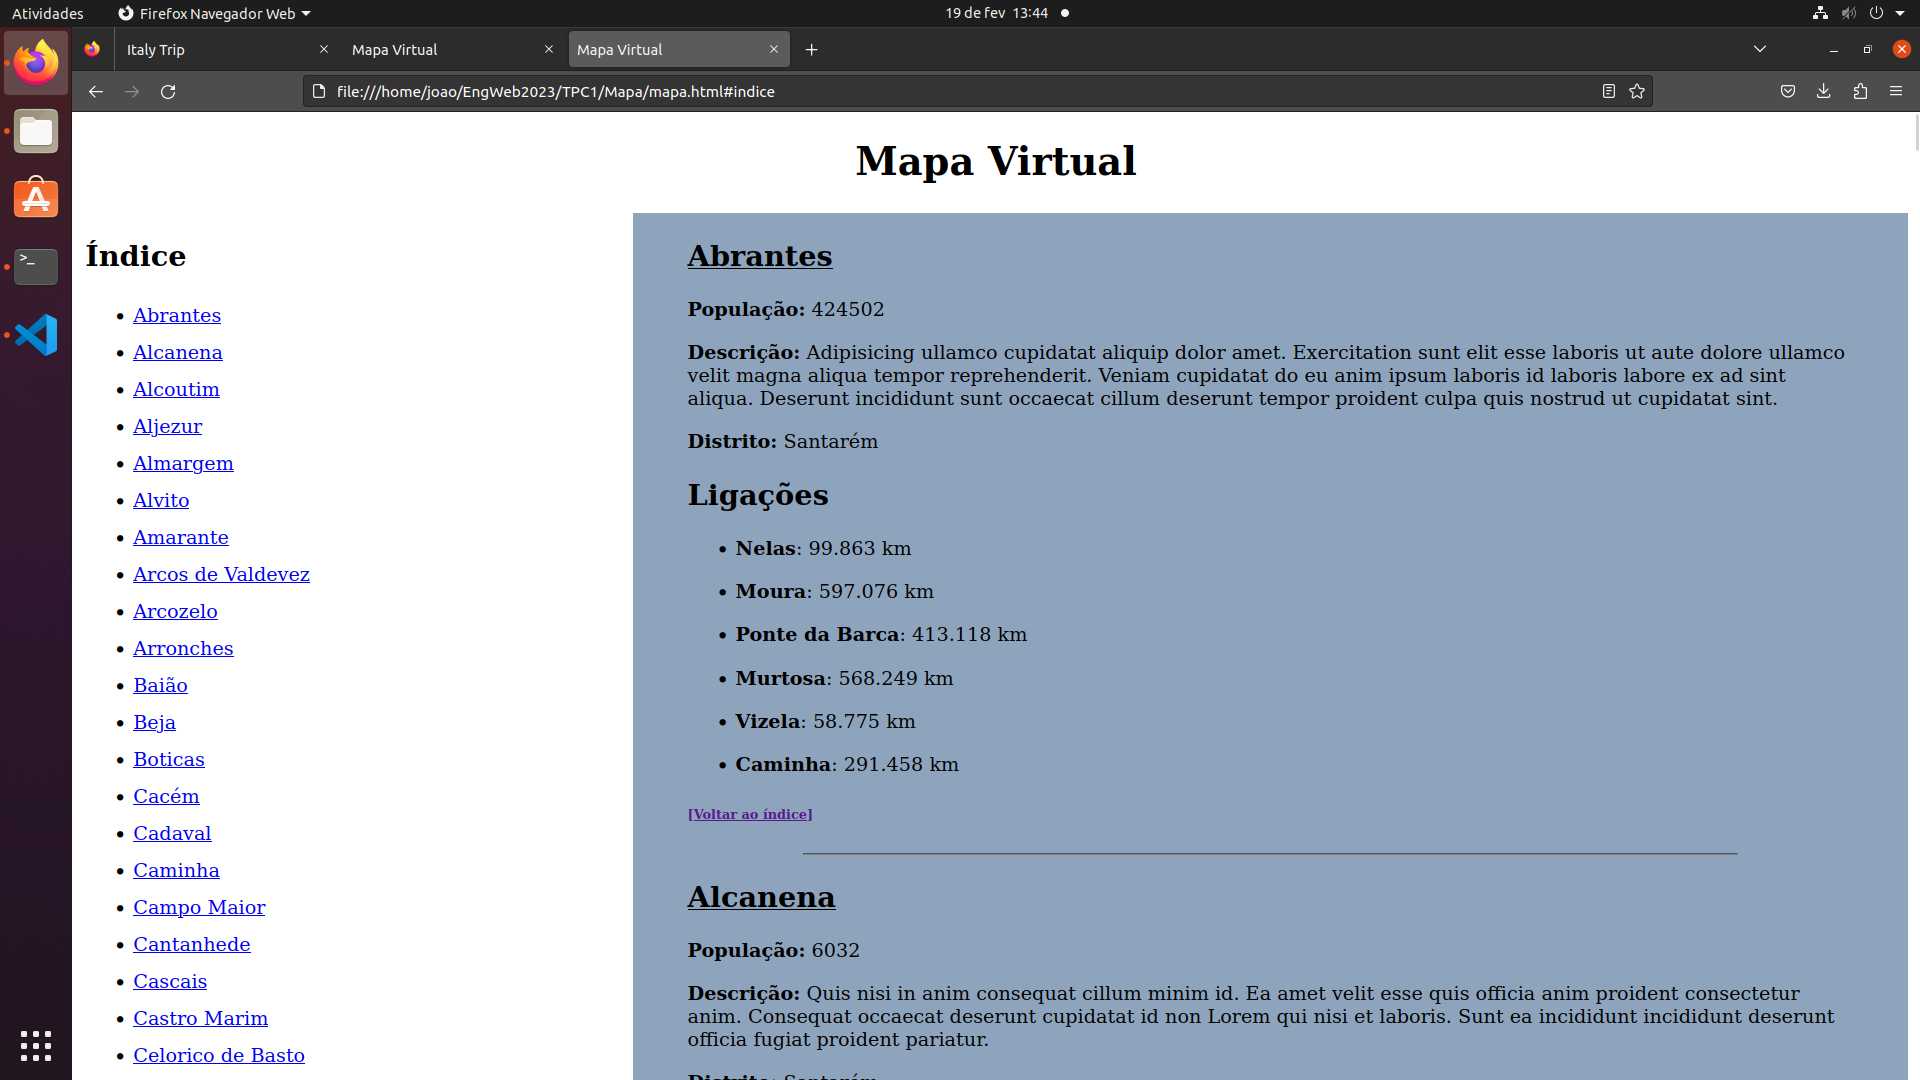 Atividades
Firefox Navegador Web
19 de fev 13:44
Italy Trip
Mapa Virtual
Mapa Virtual
file:///home/joao/EngWeb2023/TPC1/Mapa/mapa.html#indice
Mapa Virtual
Índice
Abrantes
Alcanena
Alcoutim
Aljezur
Almargem
Alvito
Amarante
Arcos de Valdevez
Arcozelo
Arronches
Baião
Beja
Boticas
Cacém
Cadaval
Caminha
Campo Maior
Cantanhede
Cascais
Castro Marim
Celorico de Basto
Abrantes
População: 424502
Descrição: Adipisicing ullamco cupidatat aliquip dolor amet. Exercitation sunt elit esse laboris ut aute dolore ullamco
velit magna aliqua tempor reprehenderit. Veniam cupidatat do eu anim ipsum laboris id laboris labore ex ad sint
aliqua. Deserunt incididunt sunt occaecat cillum deserunt tempor proident culpa quis nostrud ut cupidatat sint.
Distrito: Santarém
Ligações
Nelas: 99.863 km
Moura: 597.076 km
Ponte da Barca: 413.118 km
Murtosa: 568.249 km
Vizela: 58.775 km
Caminha: 291.458 km
[Voltar ao índice]
Alcanena
População: 6032
Descrição: Quis nisi in anim consequat cillum minim id. Ea amet velit esse quis officia anim proident consectetur
anim. Consequat occaecat deserunt cupidatat id non Lorem qui nisi et laboris. Sunt ea incididunt incididunt deserunt
officia fugiat proident pariatur.
Distrito: Santarém